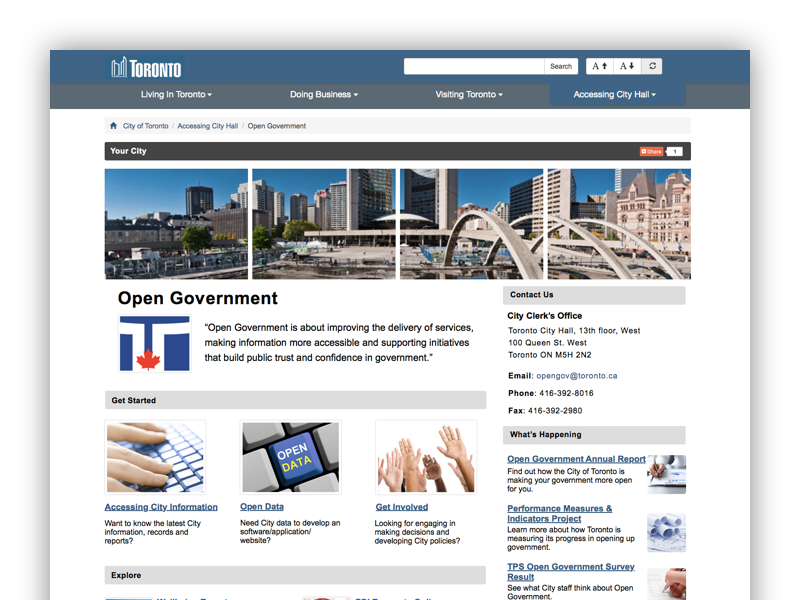 TORONTO
Search
A A
Living In Toronto
Doing Business
Visiting Toronto
Accessing City Hall
City of Toronto / Accessing City Hall / Open Government
Your City
Share
1
Open Government
"Open Government is about improving the delivery of services,
making information more accessible and supporting initiatives
that build public trust and confidence in government."
Get Started
OPEN
DATA
Accessing City Information
Want to know the latest City
information, records and
reports?
Open Data
Need City data to develop an
software/application/
website?
Get Involved
Looking for engaging in
making decisions and
developing City policies?
Explore
Contact Us
City Clerk's Office
Toronto City Hall, 13th floor, West
100 Queen St. West
Toronto ON M5H 2N2
Email: opengov@toronto.ca
Phone: 416-392-8016
Fax: 416-392-2980
What's Happening
Open Government Annual Report
Find out how the City of Toronto is
making your government more open
for you.
Performance Measures &
Indicators Project
Learn more about how Toronto is
measuring its progress in opening up
government.
TPS Open Government Survey
Result
See what City staff think about Open
Government.